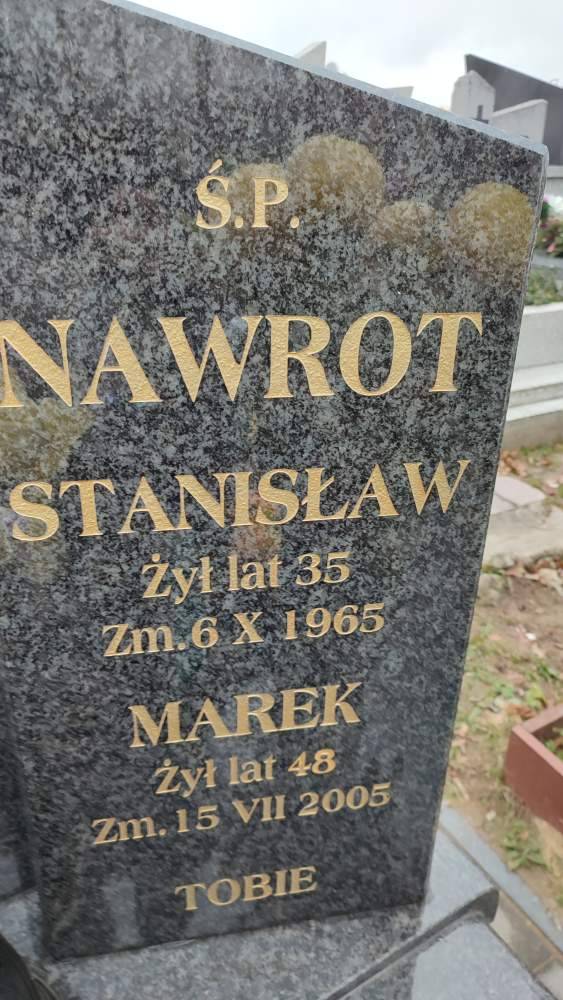 Ś.P.
NAWROT
STANISŁAW
Żył lat 35
Zm. 6 X 1965
MAREK
Żył lat 48
Zm. 15 VII 2005
TOBIE